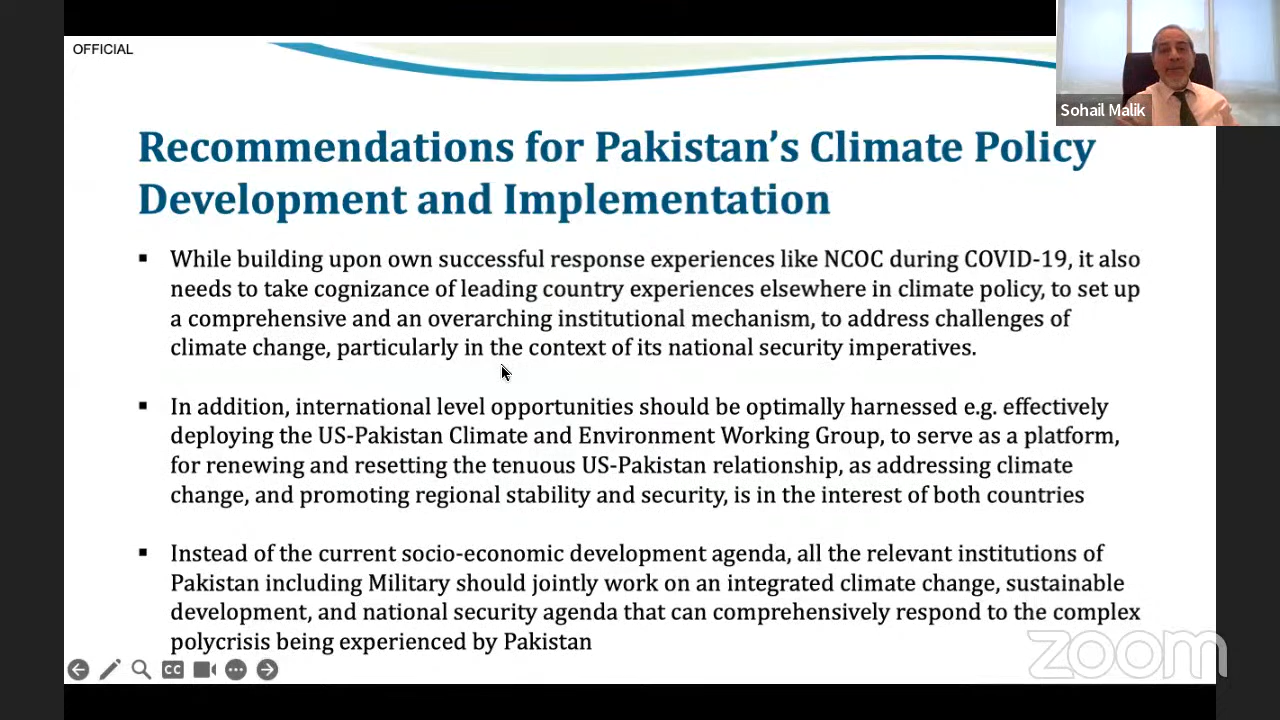 OFFICIAL
Sohail Malik
Recommendations for Pakistan’s Climate Policy
Development and Implementation
▪ While building upon own successful response experiences like NCOC during COVID-19, it also
needs to take cognizance of leading country experiences elsewhere in climate policy, to set up
a comprehensive and an overarching institutional mechanism, to address challenges of
climate change, particularly in the context of its national security imperatives.
▪ In addition, international level opportunities should be optimally harnessed e.g. effectively
deploying the US-Pakistan Climate and Environment Working Group, to serve as a platform,
for renewing and resetting the tenuous US-Pakistan relationship, as addressing climate
change, and promoting regional stability and security, is in the interest of both countries
▪ Instead of the current socio-economic development agenda, all the relevant institutions of
Pakistan including Military should jointly work on an integrated climate change, sustainable
development, and national security agenda that can comprehensively respond to the complex
polycrisis being experienced by Pakistan
CC
zoom